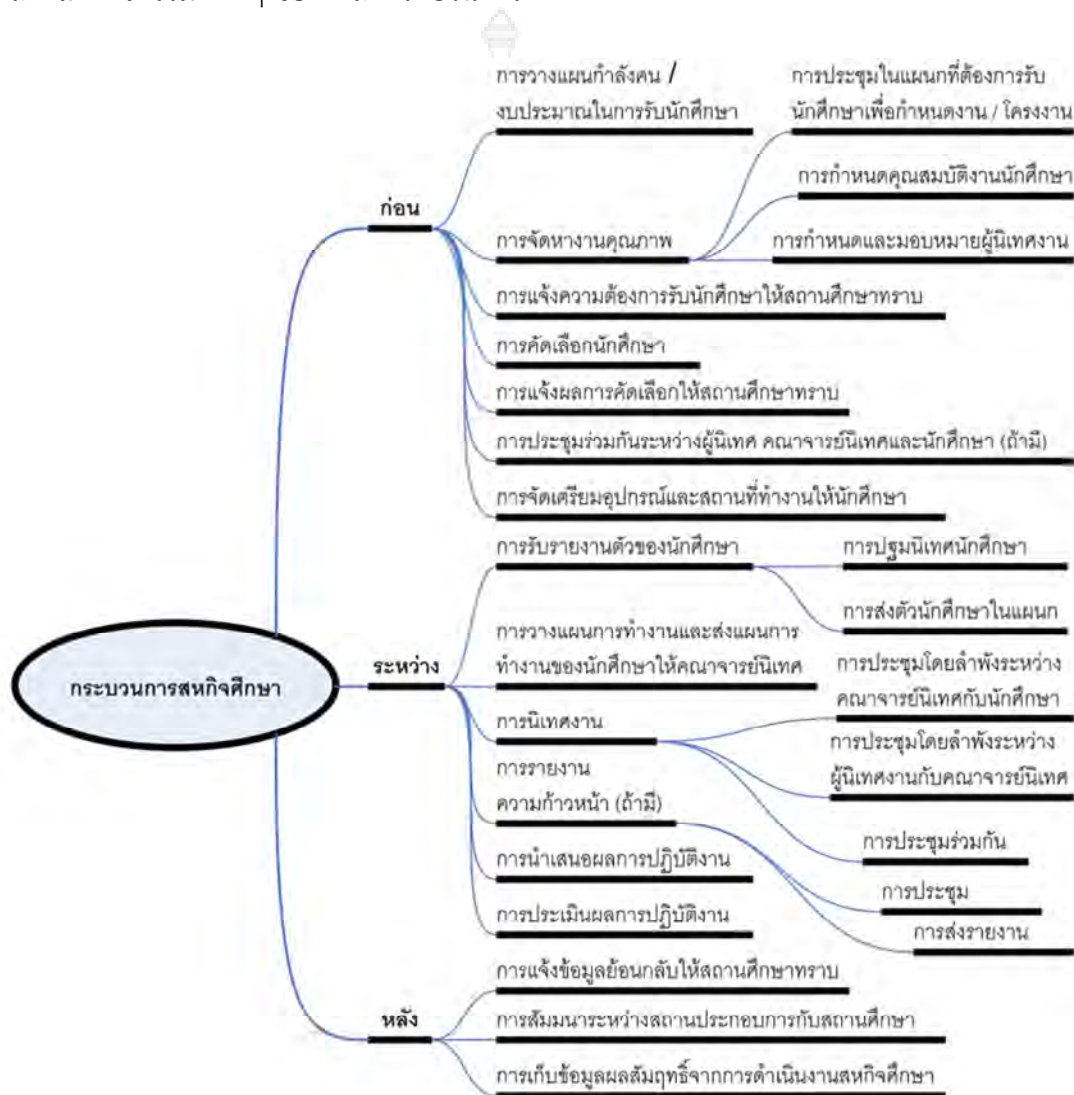 การวางแผนกำลังคน /
งบประมาณในการรับนักศึกษา
การประชุมในแผนกที่ต้องการรับ
นักศึกษาเพื่อกำหนดงาน / โครงงาน
การกำหนดคุณสมบัติงานนักศึกษา
ก่อน
การจัดหางานคุณภาพ
การกำหนดและมอบหมายผู้นิเทศงาน
การแจ้งความต้องการรับนักศึกษาให้สถานศึกษาทราบ
การคัดเลือกนักศึกษา
การแจ้งผลการคัดเลือกให้สถานศึกษาทราบ
การประชุมร่วมกันระหว่างผู้นิเทศ คณาจารย์นิเทศและนักศึกษา (ถ้ามี)
การจัดเตรียมอุปกรณ์และสถานที่ทำงานให้นักศึกษา
กระบวนการสหกิจศึกษา
ระหว่าง
การรับรายงานตัวของนักศึกษา
การปฐมนิเทศนักศึกษา
การส่งตัวนักศึกษาในแผนก
การวางแผนการทำงานและส่งแผนการ
ทำงานของนักศึกษาให้คณาจารย์นิเทศ
การนิเทศงาน
การประชุมโดยลำพังระหว่าง
คณาจารย์นิเทศกับนักศึกษา
การประชุมโดยลำพังระหว่าง
ผู้นิเทศงานกับคณาจารย์นิเทศ
การประชุมร่วมกัน
การรายงาน
ความก้าวหน้า (ถ้ามี)
การประชุม
การส่งรายงาน
การนำเสนอผลการปฏิบัติงาน
การประเมินผลการปฏิบัติงาน
หลัง
การแจ้งข้อมูลย้อนกลับให้สถานศึกษาทราบ
การสัมมนาระหว่างสถานประกอบการกับสถานศึกษา
การเก็บข้อมูลผลสัมฤทธิ์จากการดำเนินงานสหกิจศึกษา